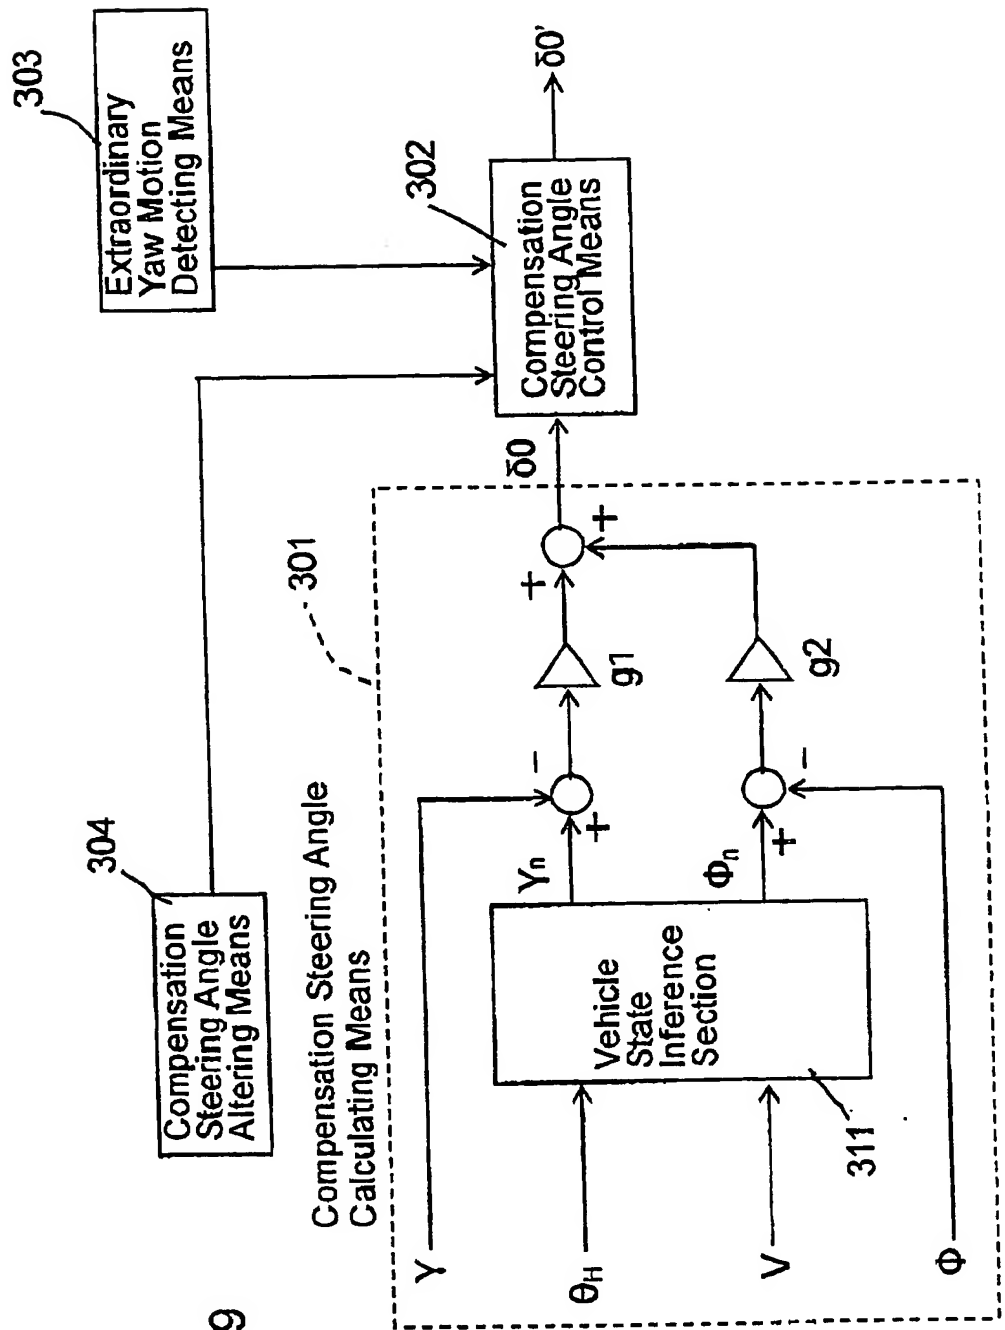 303
Extraordinary
Yaw Motion
Detecting Means
304
Compensation
Steering Angle
Altering Means
302
Compensation
Steering Angle
Control Means
δ0'
δ0
301
Compensation Steering Angle
Calculating Means
γ
θH
V
Φ
Vehicle
State
Inference
Section
311
γn
Φn
+
−
+
−
g1
g2
+
+
9